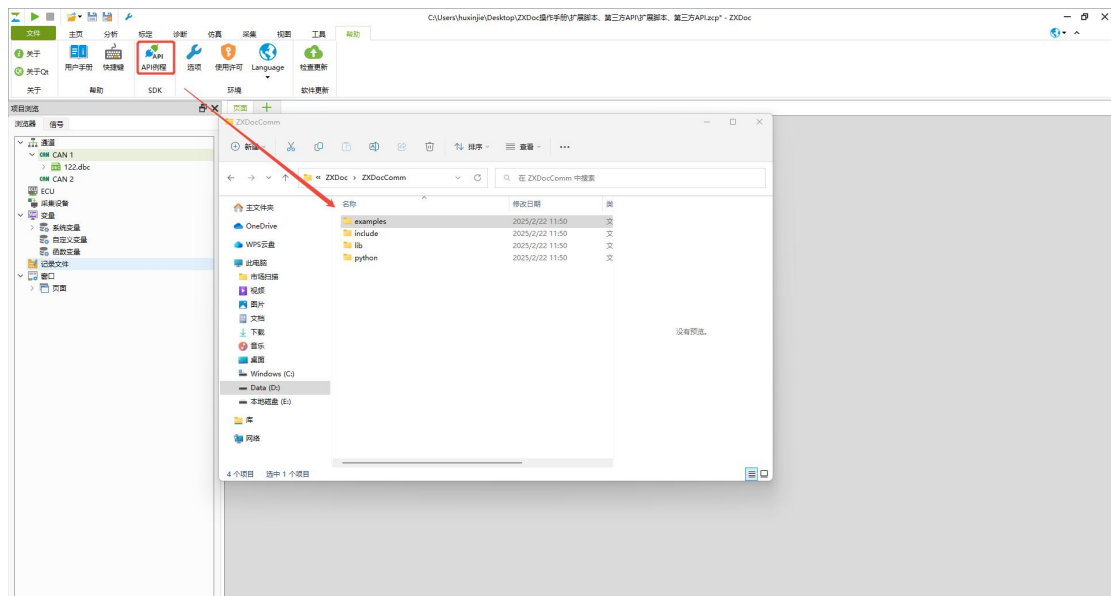 C:\Users\huxinjie\Desktop\ZXDoc操作手册\扩展脚本、第三方API\扩展脚本、第三方API.zcp* - ZXDoc
文件 主页 分析 标定 诊断 仿真 采集 视图 工具 帮助
关于
关于Qt
用户手册 快捷键 API例程 选项 使用许可 Language 检查更新
API
关于 帮助 SDK 环境 软件更新
项目浏览
页面
浏览器 信号
通道
CAN CAN 1
122.dbc
CAN CAN 2
ECU
采集设备
变量
系统变量
自定义变量
函数变量
记录文件
窗口
页面
ZXDocComm
新建 排序 查看
ZXDoc › ZXDocComm
在 ZXDocComm 中搜索
名称 修改日期
主文件夹
OneDrive
WPS云盘
此电脑
市场扫描
视频
图片
文档
下载
音乐
桌面
Windows (C:)
Data (D:)
本地磁盘 (E:)
库
网络
examples 2025/2/22 11:50 文
include 2025/2/22 11:50 文
lib 2025/2/22 11:50 文
python 2025/2/22 11:50 文
没有预览。
4 个项目 选中 1 个项目